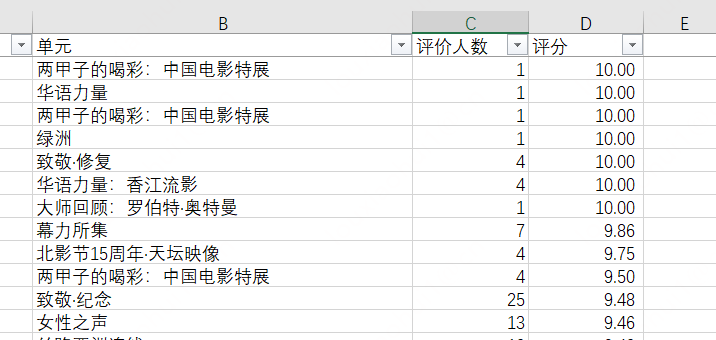 B C D E
单元 评价人数 评分
两甲子的喝彩：中国电影特展 1 10.00
华语力量 1 10.00
两甲子的喝彩：中国电影特展 1 10.00
绿洲 1 10.00
致敬·修复 4 10.00
华语力量：香江流影 4 10.00
大师回顾：罗伯特·奥特曼 1 10.00
幕力所集 7 9.86
北影节15周年·天坛映像 4 9.75
两甲子的喝彩：中国电影特展 4 9.50
致敬·纪念 25 9.48
女性之声 13 9.46